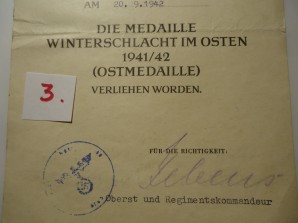 AM 20. 9.1942
DIE MEDAILLE
WINTERSCHLACHT IM OSTEN
1941/42
(OSTMEDAILLE)
VERLIEHEN WORDEN.
3.
FÜR DIE RICHTIGKEIT:
Oberst und Regimentskommandeur